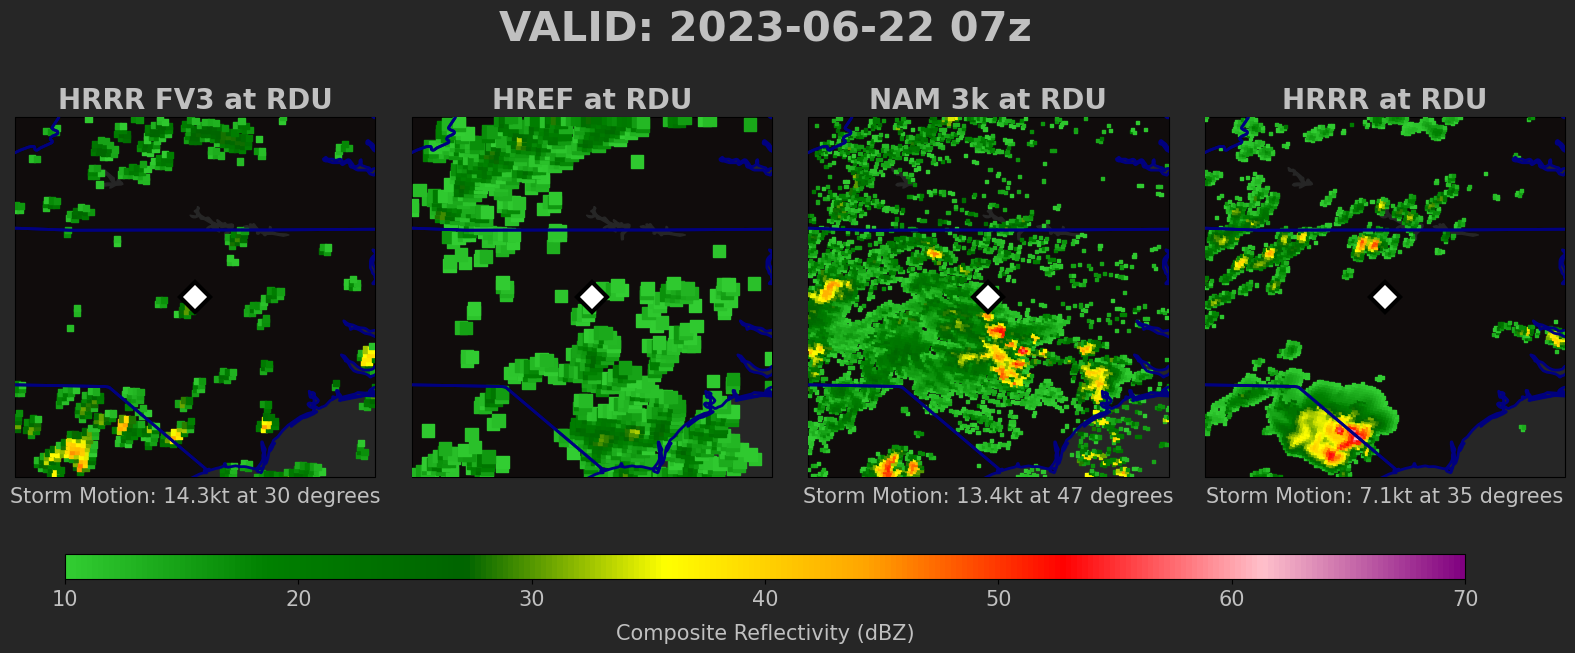 VALID: 2023-06-22 07z
HRRR FV3 at RDU
HREF at RDU
NAM 3k at RDU
HRRR at RDU
Storm Motion: 14.3kt at 30 degrees
Storm Motion: 13.4kt at 47 degrees
Storm Motion: 7.1kt at 35 degrees
10 20 30 40 50 60 70
Composite Reflectivity (dBZ)